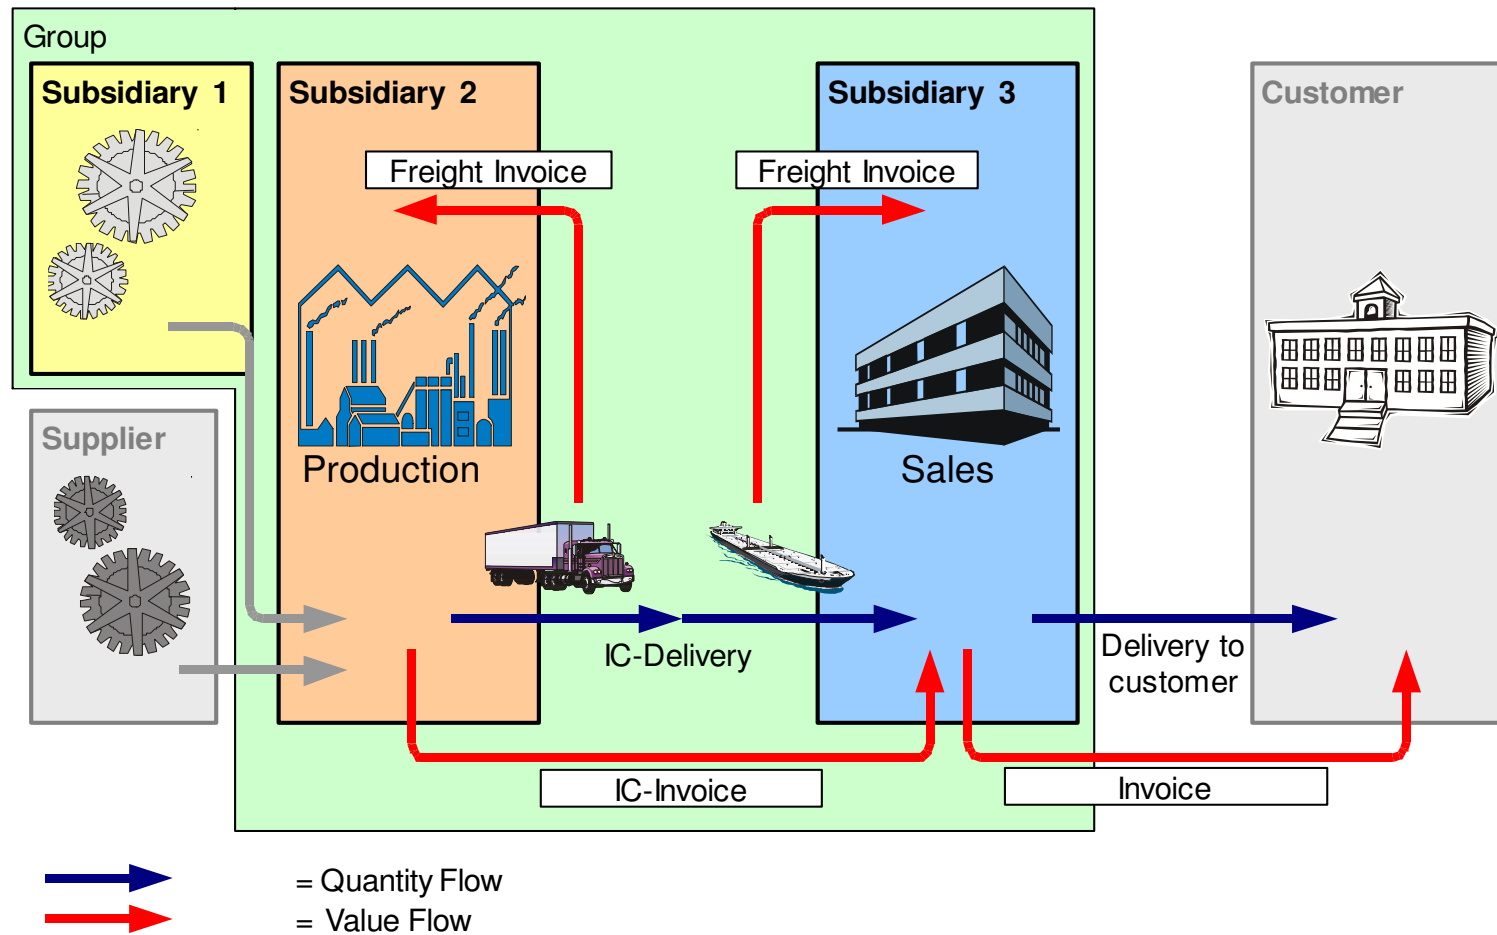 Group
Subsidiary 1
Subsidiary 2
Subsidiary 3
Customer
Freight Invoice
Freight Invoice
Supplier
Production
Sales
IC-Delivery
Delivery to
customer
IC-Invoice
Invoice
= Quantity Flow
= Value Flow